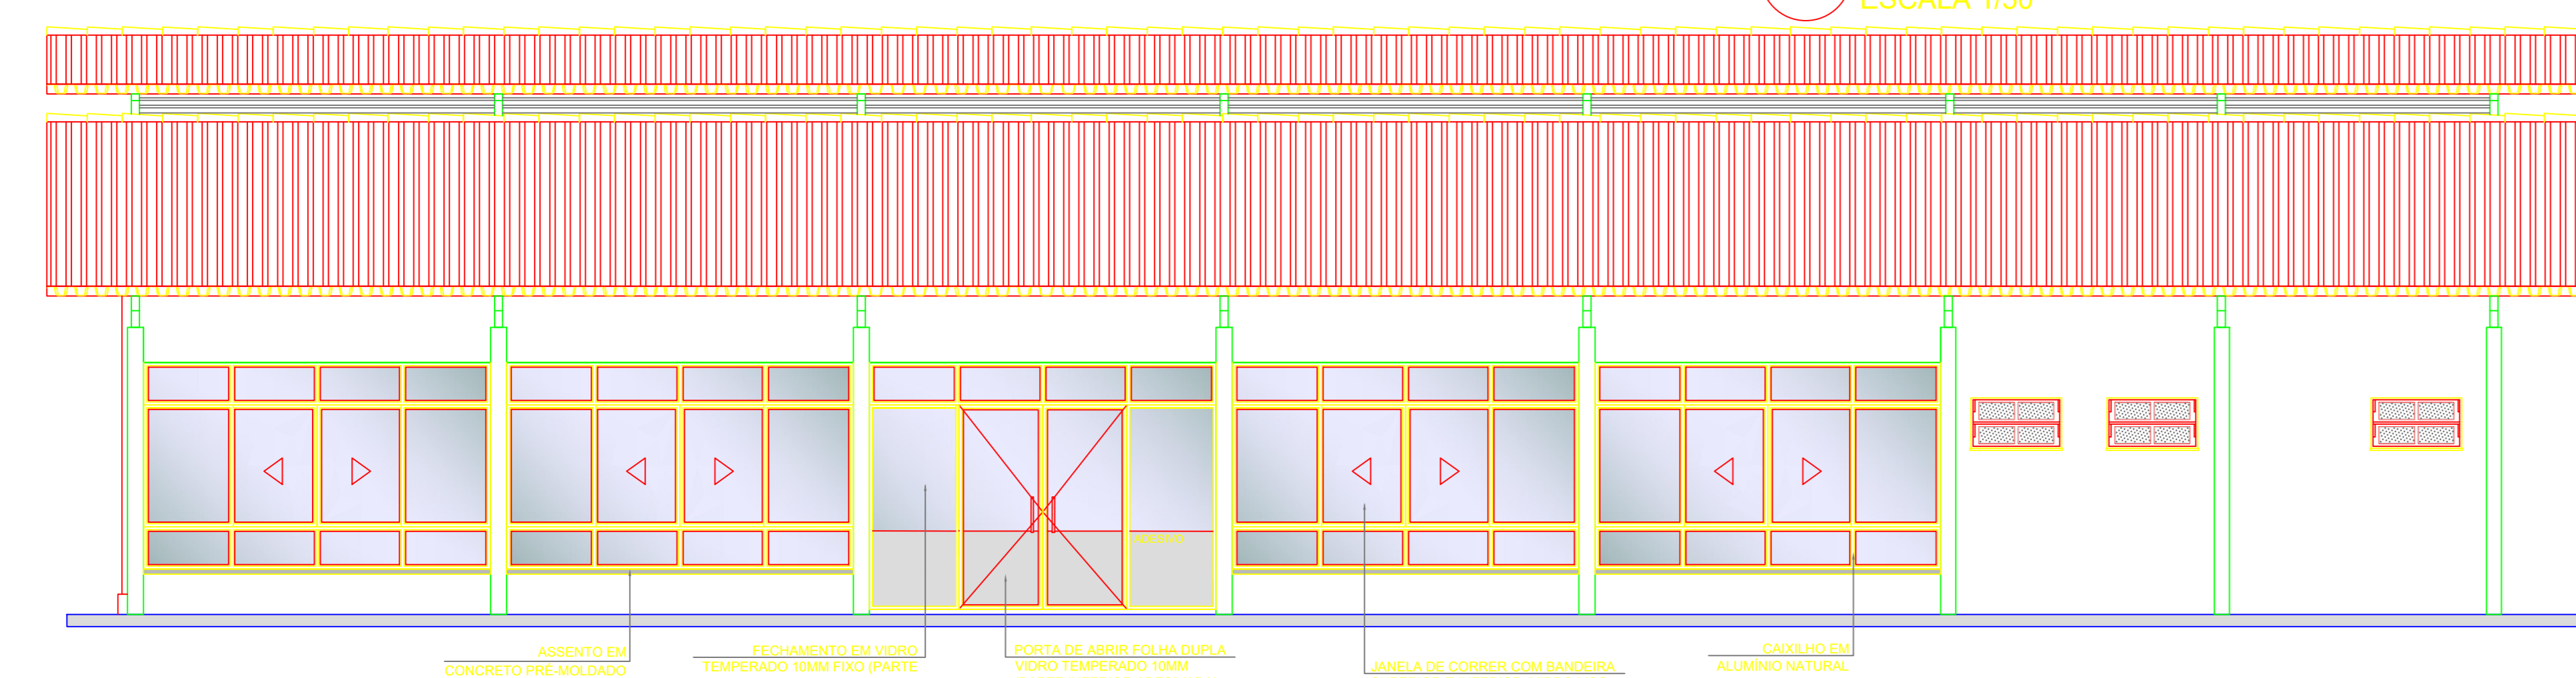 ESCALA 1/50
ADESIVO
ASSENTO EM
CONCRETO PRÉ-MOLDADO
FECHAMENTO EM VIDRO
TEMPERADO 10MM FIXO (PARTE
PORTA DE ABRIR FOLHA DUPLA
VIDRO TEMPERADO 10MM
JANELA DE CORRER COM BANDEIRA
CAIXILHO EM
ALUMÍNIO NATURAL